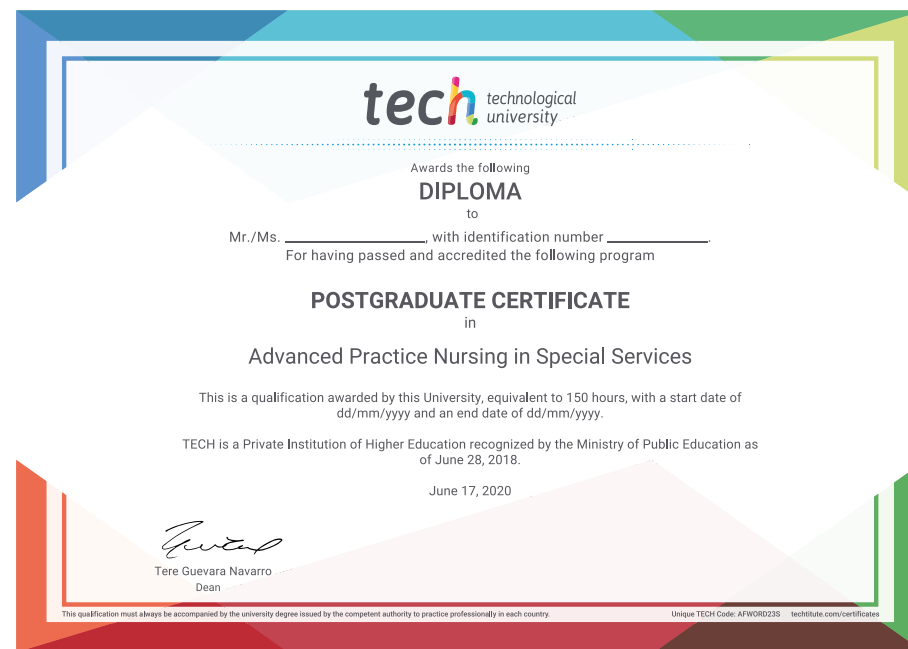 tech technological
university
Awards the following
DIPLOMA
to
Mr./Ms. ____________________, with identification number ______________.
For having passed and accredited the following program
POSTGRADUATE CERTIFICATE
in
Advanced Practice Nursing in Special Services
This is a qualification awarded by this University, equivalent to 150 hours, with a start date of
dd/mm/yyyy and an end date of dd/mm/yyyy.
TECH is a Private Institution of Higher Education recognized by the Ministry of Public Education as
of June 28, 2018.
June 17, 2020
Tere Guevara Navarro
Dean
This qualification must always be accompanied by the university degree issued by the competent authority to practice professionally in each country.
Unique TECH Code: AFWORD23S techtitute.com/certificates